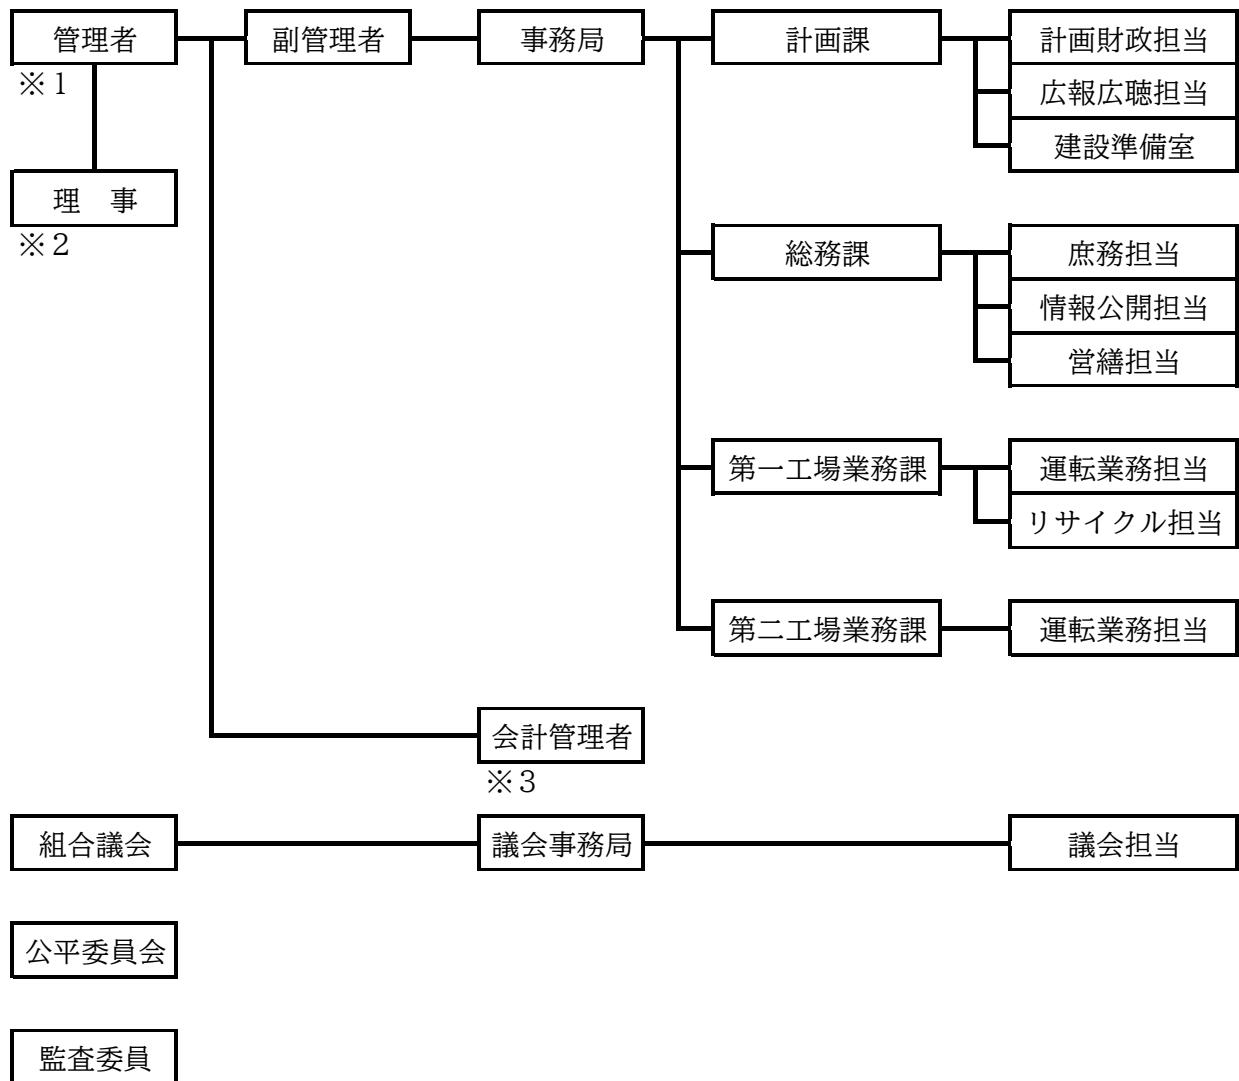 管理者 副管理者 事務局 計画課 計画財政担当
※1
広報広聴担当
建設準備室
理　事
※2
総務課 庶務担当
情報公開担当
営繕担当
第一工場業務課 運転業務担当
リサイクル担当
第二工場業務課 運転業務担当
会計管理者
※3
組合議会 議会事務局 議会担当
公平委員会
監査委員